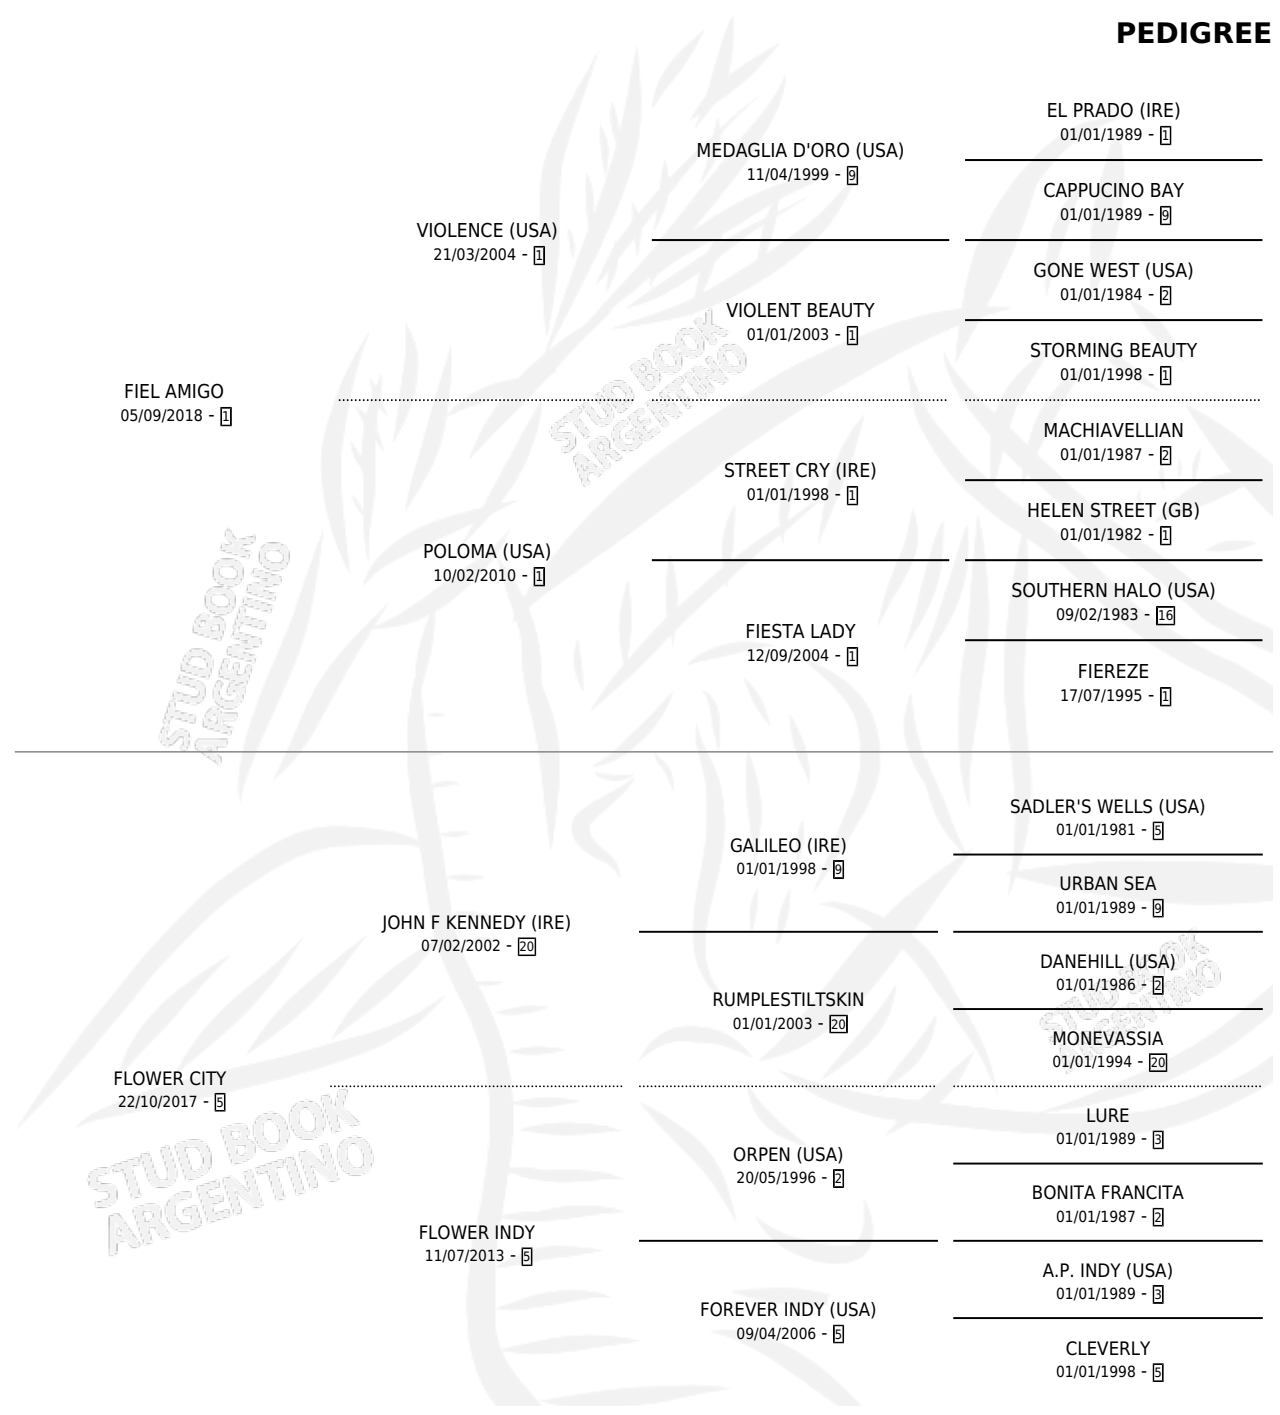 PEDIGREE
EL PRADO (IRE)
01/01/1989 - 1
MEDAGLIA D'ORO (USA)
11/04/1999 - 9
CAPPUCINO BAY
01/01/1989 - 9
VIOLENCE (USA)
21/03/2004 - 1
GONE WEST (USA)
01/01/1984 - 2
VIOLENT BEAUTY
01/01/2003 - 1
STORMING BEAUTY
01/01/1998 - 1
FIEL AMIGO
05/09/2018 - 1
MACHIAVELLIAN
01/01/1987 - 2
STREET CRY (IRE)
01/01/1998 - 1
HELEN STREET (GB)
01/01/1982 - 1
POLOMA (USA)
10/02/2010 - 1
SOUTHERN HALO (USA)
09/02/1983 - 16
FIESTA LADY
12/09/2004 - 1
FIEREZE
17/07/1995 - 1
SADLER'S WELLS (USA)
01/01/1981 - 5
GALILEO (IRE)
01/01/1998 - 9
URBAN SEA
01/01/1989 - 9
JOHN F KENNEDY (IRE)
07/02/2002 - 20
DANEHILL (USA)
01/01/1986 - 2
RUMPLESTILTSKIN
01/01/2003 - 20
MONEVASSIA
01/01/1994 - 20
FLOWER CITY
22/10/2017 - 5
LURE
01/01/1989 - 3
ORPEN (USA)
20/05/1996 - 2
BONITA FRANCITA
01/01/1987 - 2
FLOWER INDY
11/07/2013 - 5
A.P. INDY (USA)
01/01/1989 - 3
FOREVER INDY (USA)
09/04/2006 - 5
CLEVERLY
01/01/1998 - 5
STUD BOOK
ARGENTINO
STUD BOOK
ARGENTINO
STUD BOOK
ARGENTINO
STUD BOOK
ARGENTINO